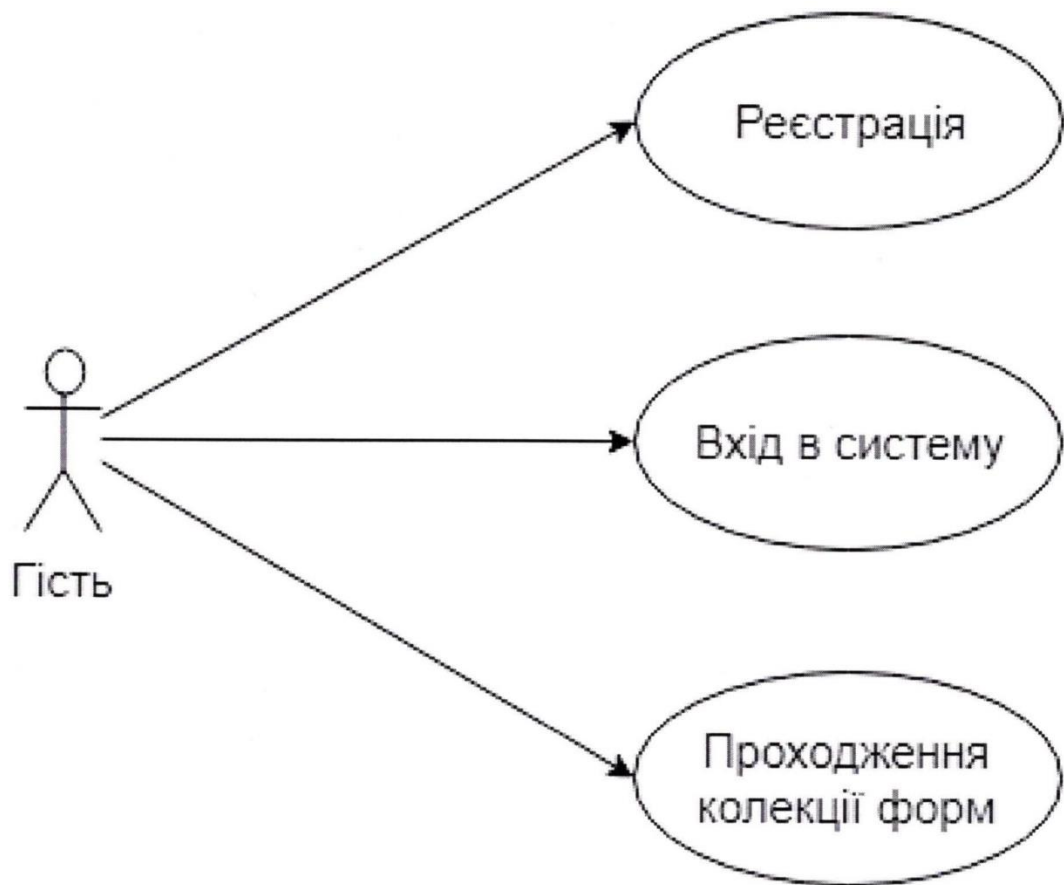 Реєстрація
Вхід в систему
Гість
Проходження
колекції форм